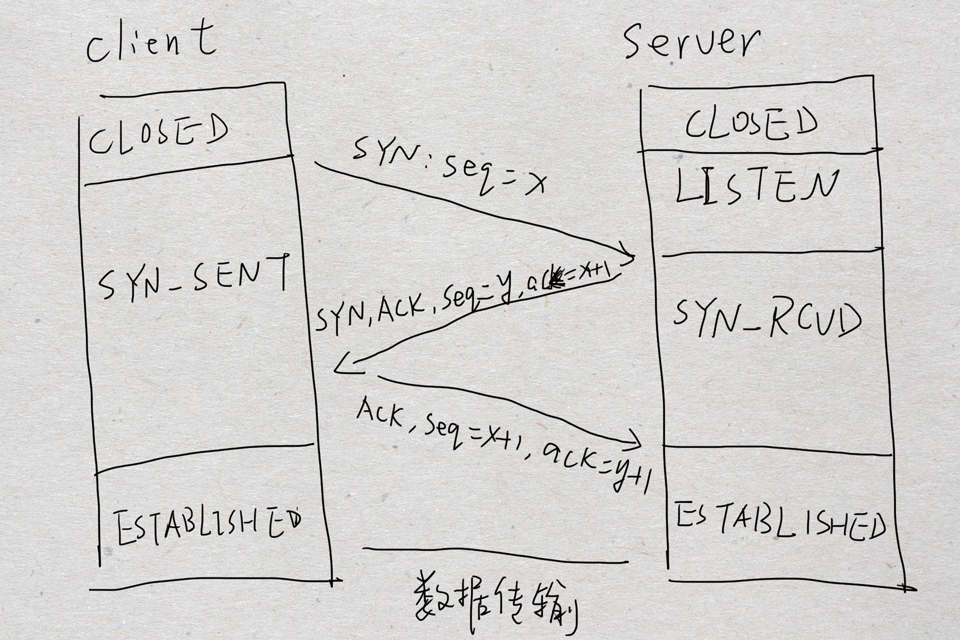 client
Server
CLOSED
CLOSED
SYN: seq=x
LISTEN
SYN_SENT
SYN,ACK,seq=y,ack=x+1
SYN_RCVD
ACK,seq=x+1,ack=y+1
ESTABLISHED
ESTABLISHED
数据传输